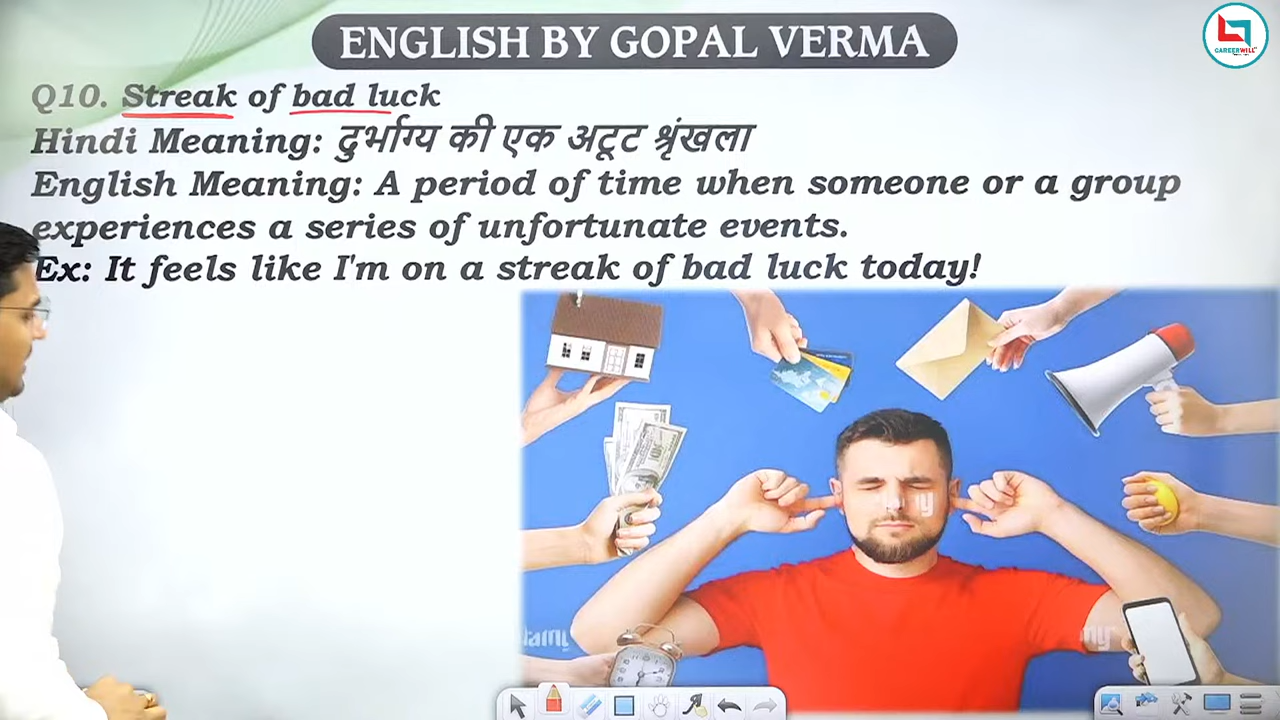 ENGLISH BY GOPAL VERMA
CAREERWILL
Q10. Streak of bad luck
Hindi Meaning: दुर्भाग्य की एक अटूट श्रृंखला
English Meaning: A period of time when someone or a group
experiences a series of unfortunate events.
Ex: It feels like I'm on a streak of bad luck today!